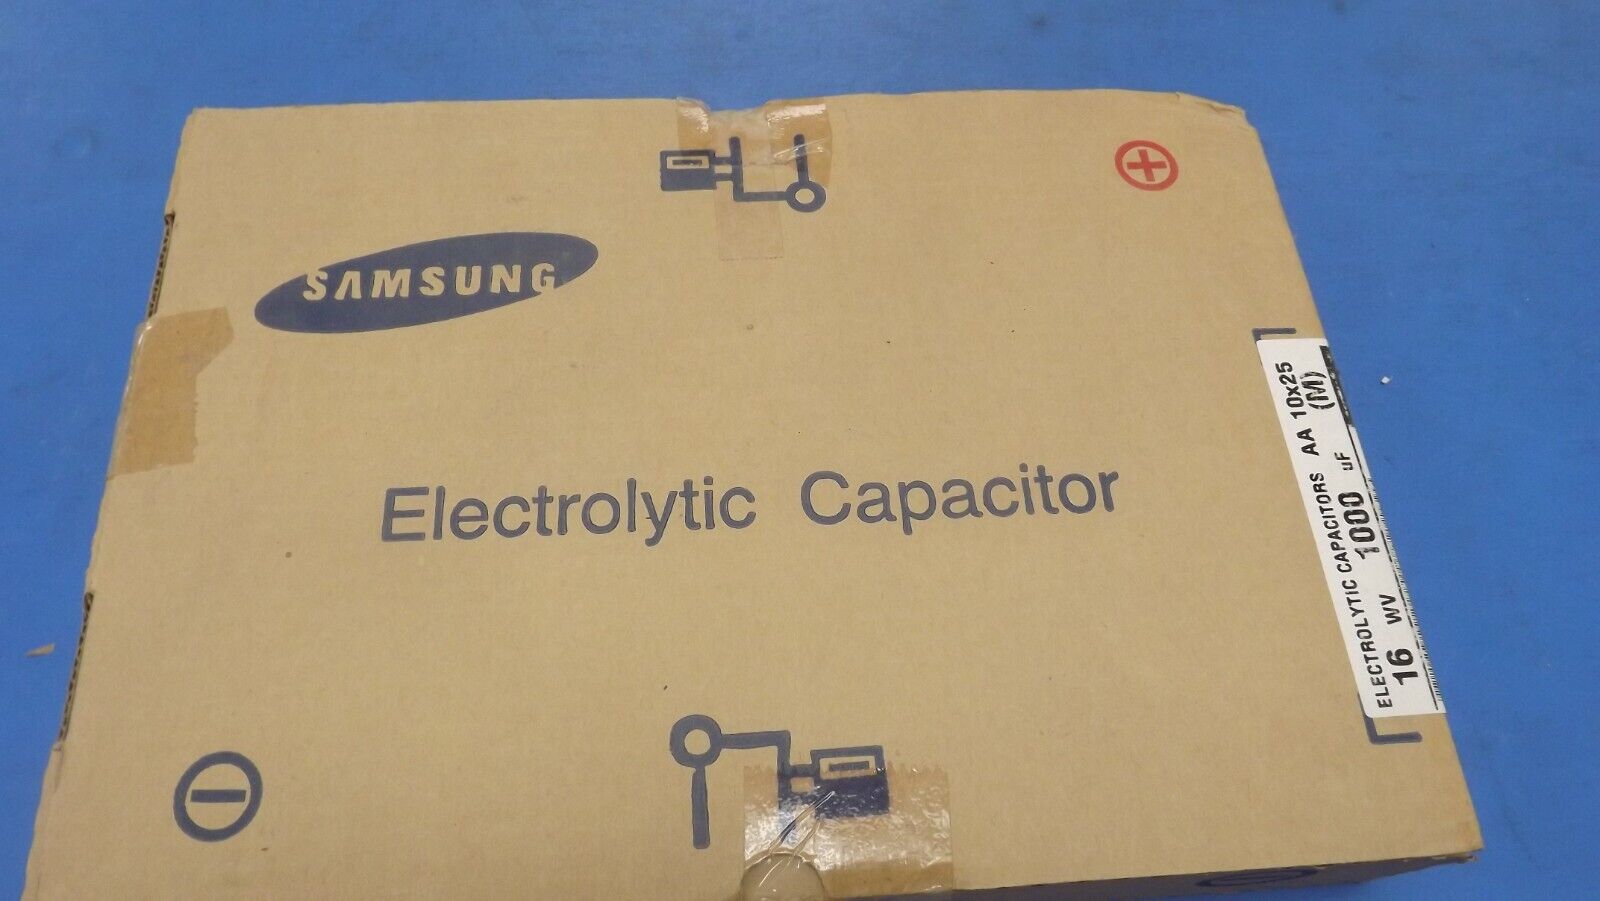 SAMSUNG
Electrolytic Capacitor
ELECTROLYTIC CAPACITORS AA 10x25
16 WV 1000 uF (M)